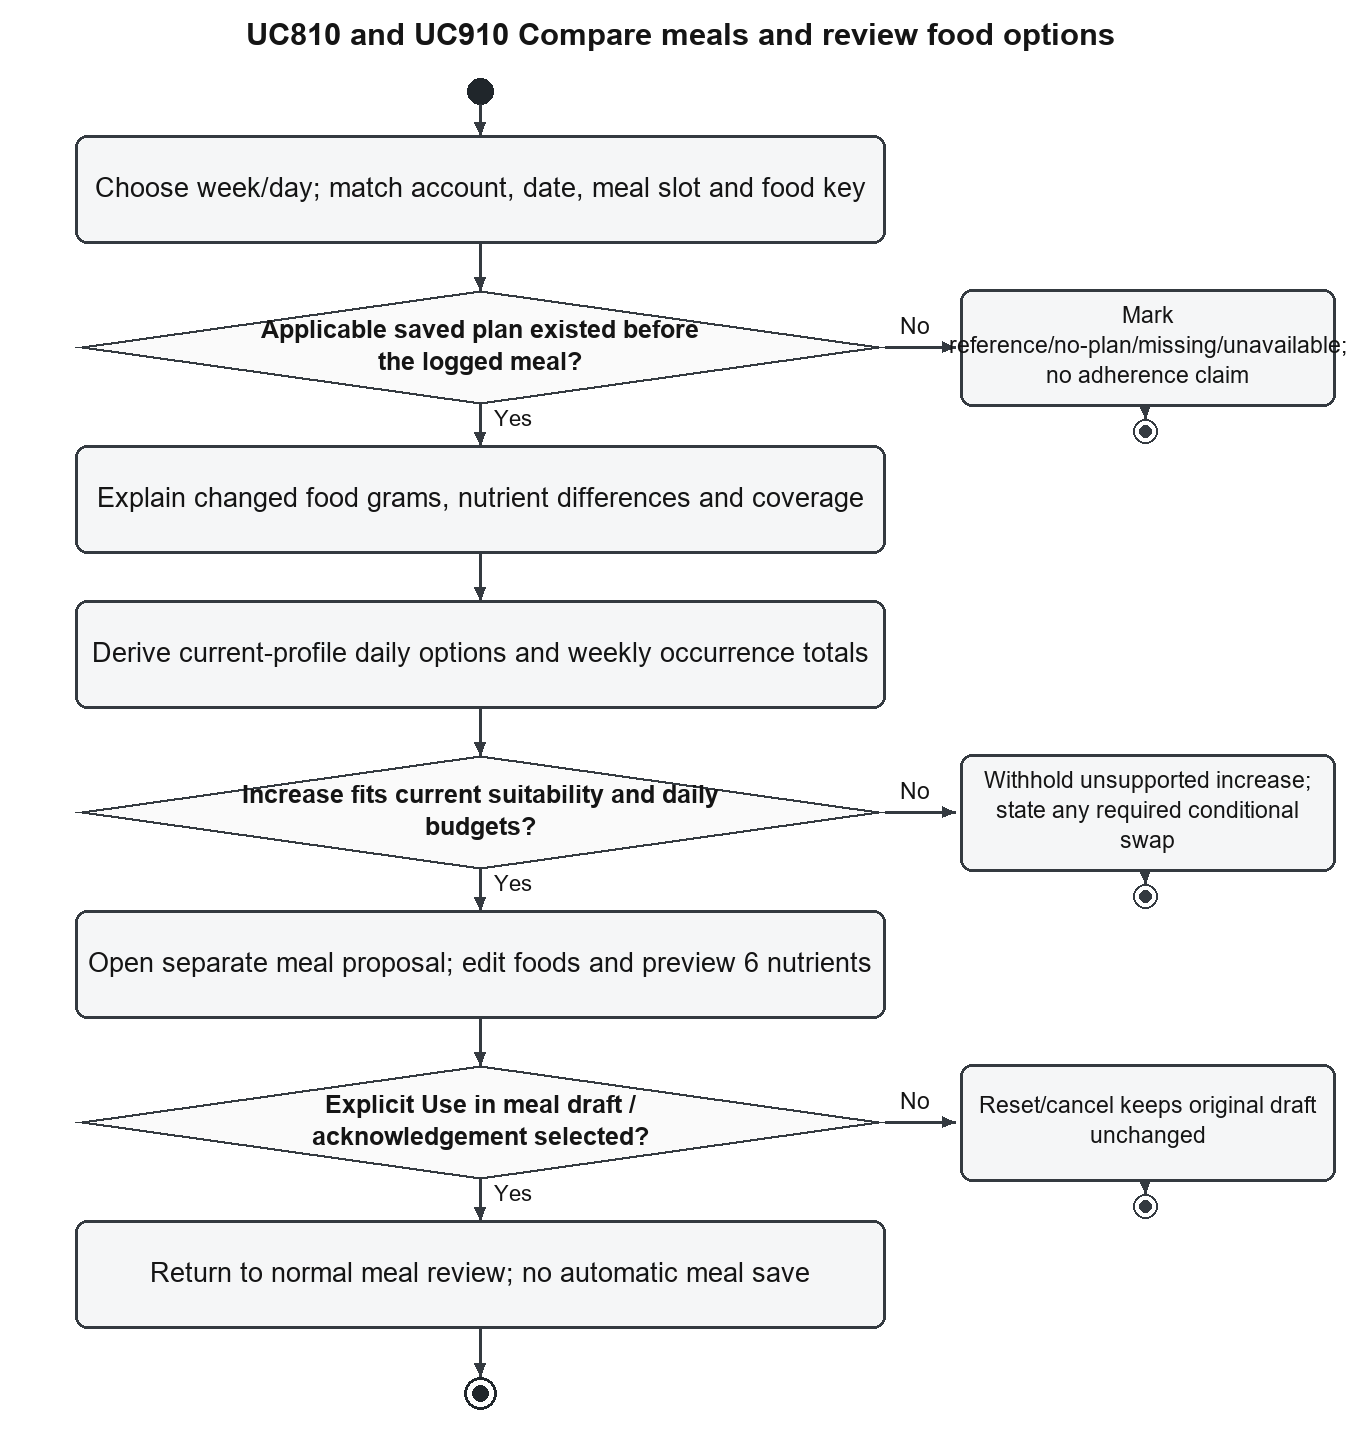 UC810 and UC910 Compare meals and review food options
Choose week/day; match account, date, meal slot and food key
Applicable saved plan existed before
the logged meal?
No
Mark
reference/no-plan/missing/unavailable;
no adherence claim
Yes
Explain changed food grams, nutrient differences and coverage
Derive current-profile daily options and weekly occurrence totals
Increase fits current suitability and daily
budgets?
No
Withhold unsupported increase;
state any required conditional
swap
Yes
Open separate meal proposal; edit foods and preview 6 nutrients
Explicit Use in meal draft /
acknowledgement selected?
No
Reset/cancel keeps original draft
unchanged
Yes
Return to normal meal review; no automatic meal save